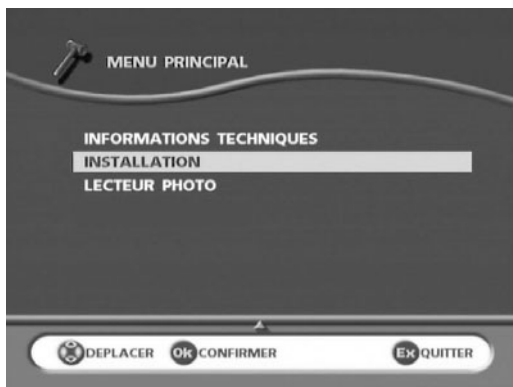 MENU PRINCIPAL
INFORMATIONS TECHNIQUES
INSTALLATION
LECTEUR PHOTO
DEPLACER Ok CONFIRMER Ex QUITTER